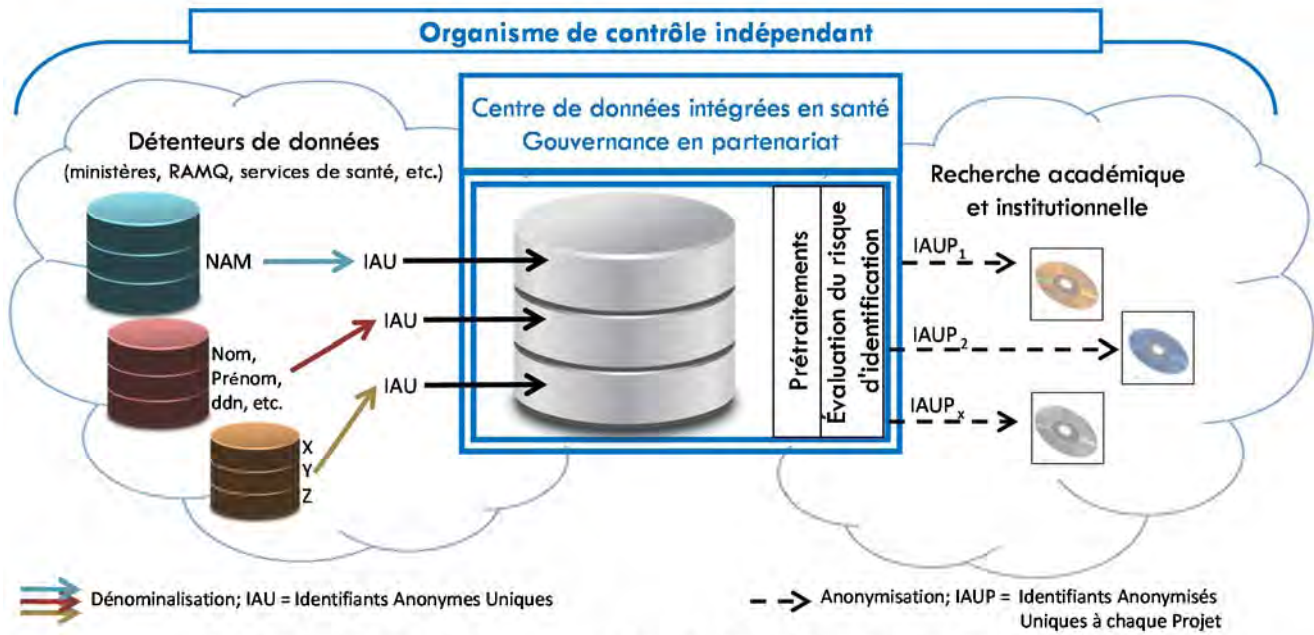 Organisme de contrôle indépendant
Centre de données intégrées en santé
Gouvernance en partenariat
Détenteurs de données
(ministères, RAMQ, services de santé, etc.)
NAM
IAU
Nom,
Prénom,
ddn, etc.
IAU
X
Y
Z
IAU
Prétraitements
Évaluation du risque
d'identification
Recherche académique
et institutionnelle
IAUP1
IAUP2
IAUPx
Dénominalisation; IAU = Identifiants Anonymes Uniques
Anonymisation; IAUP = Identifiants Anonymisés
Uniques à chaque Projet